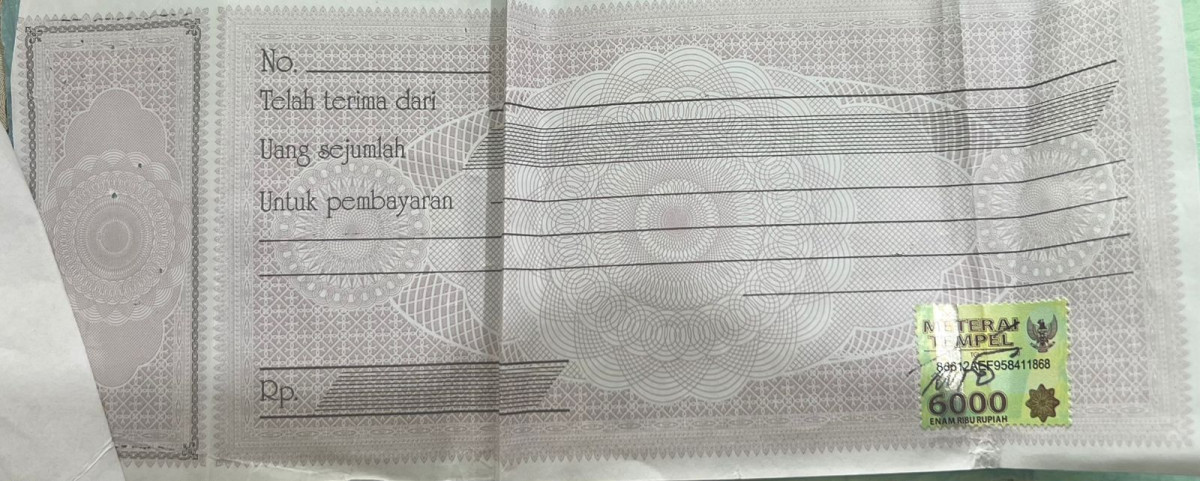 No.
Telah terima dari
Uang sejumlah
Untuk pembayaran
Rp.
METERAI
TEMPEL
6000
ENAM RIBU RUPIAH